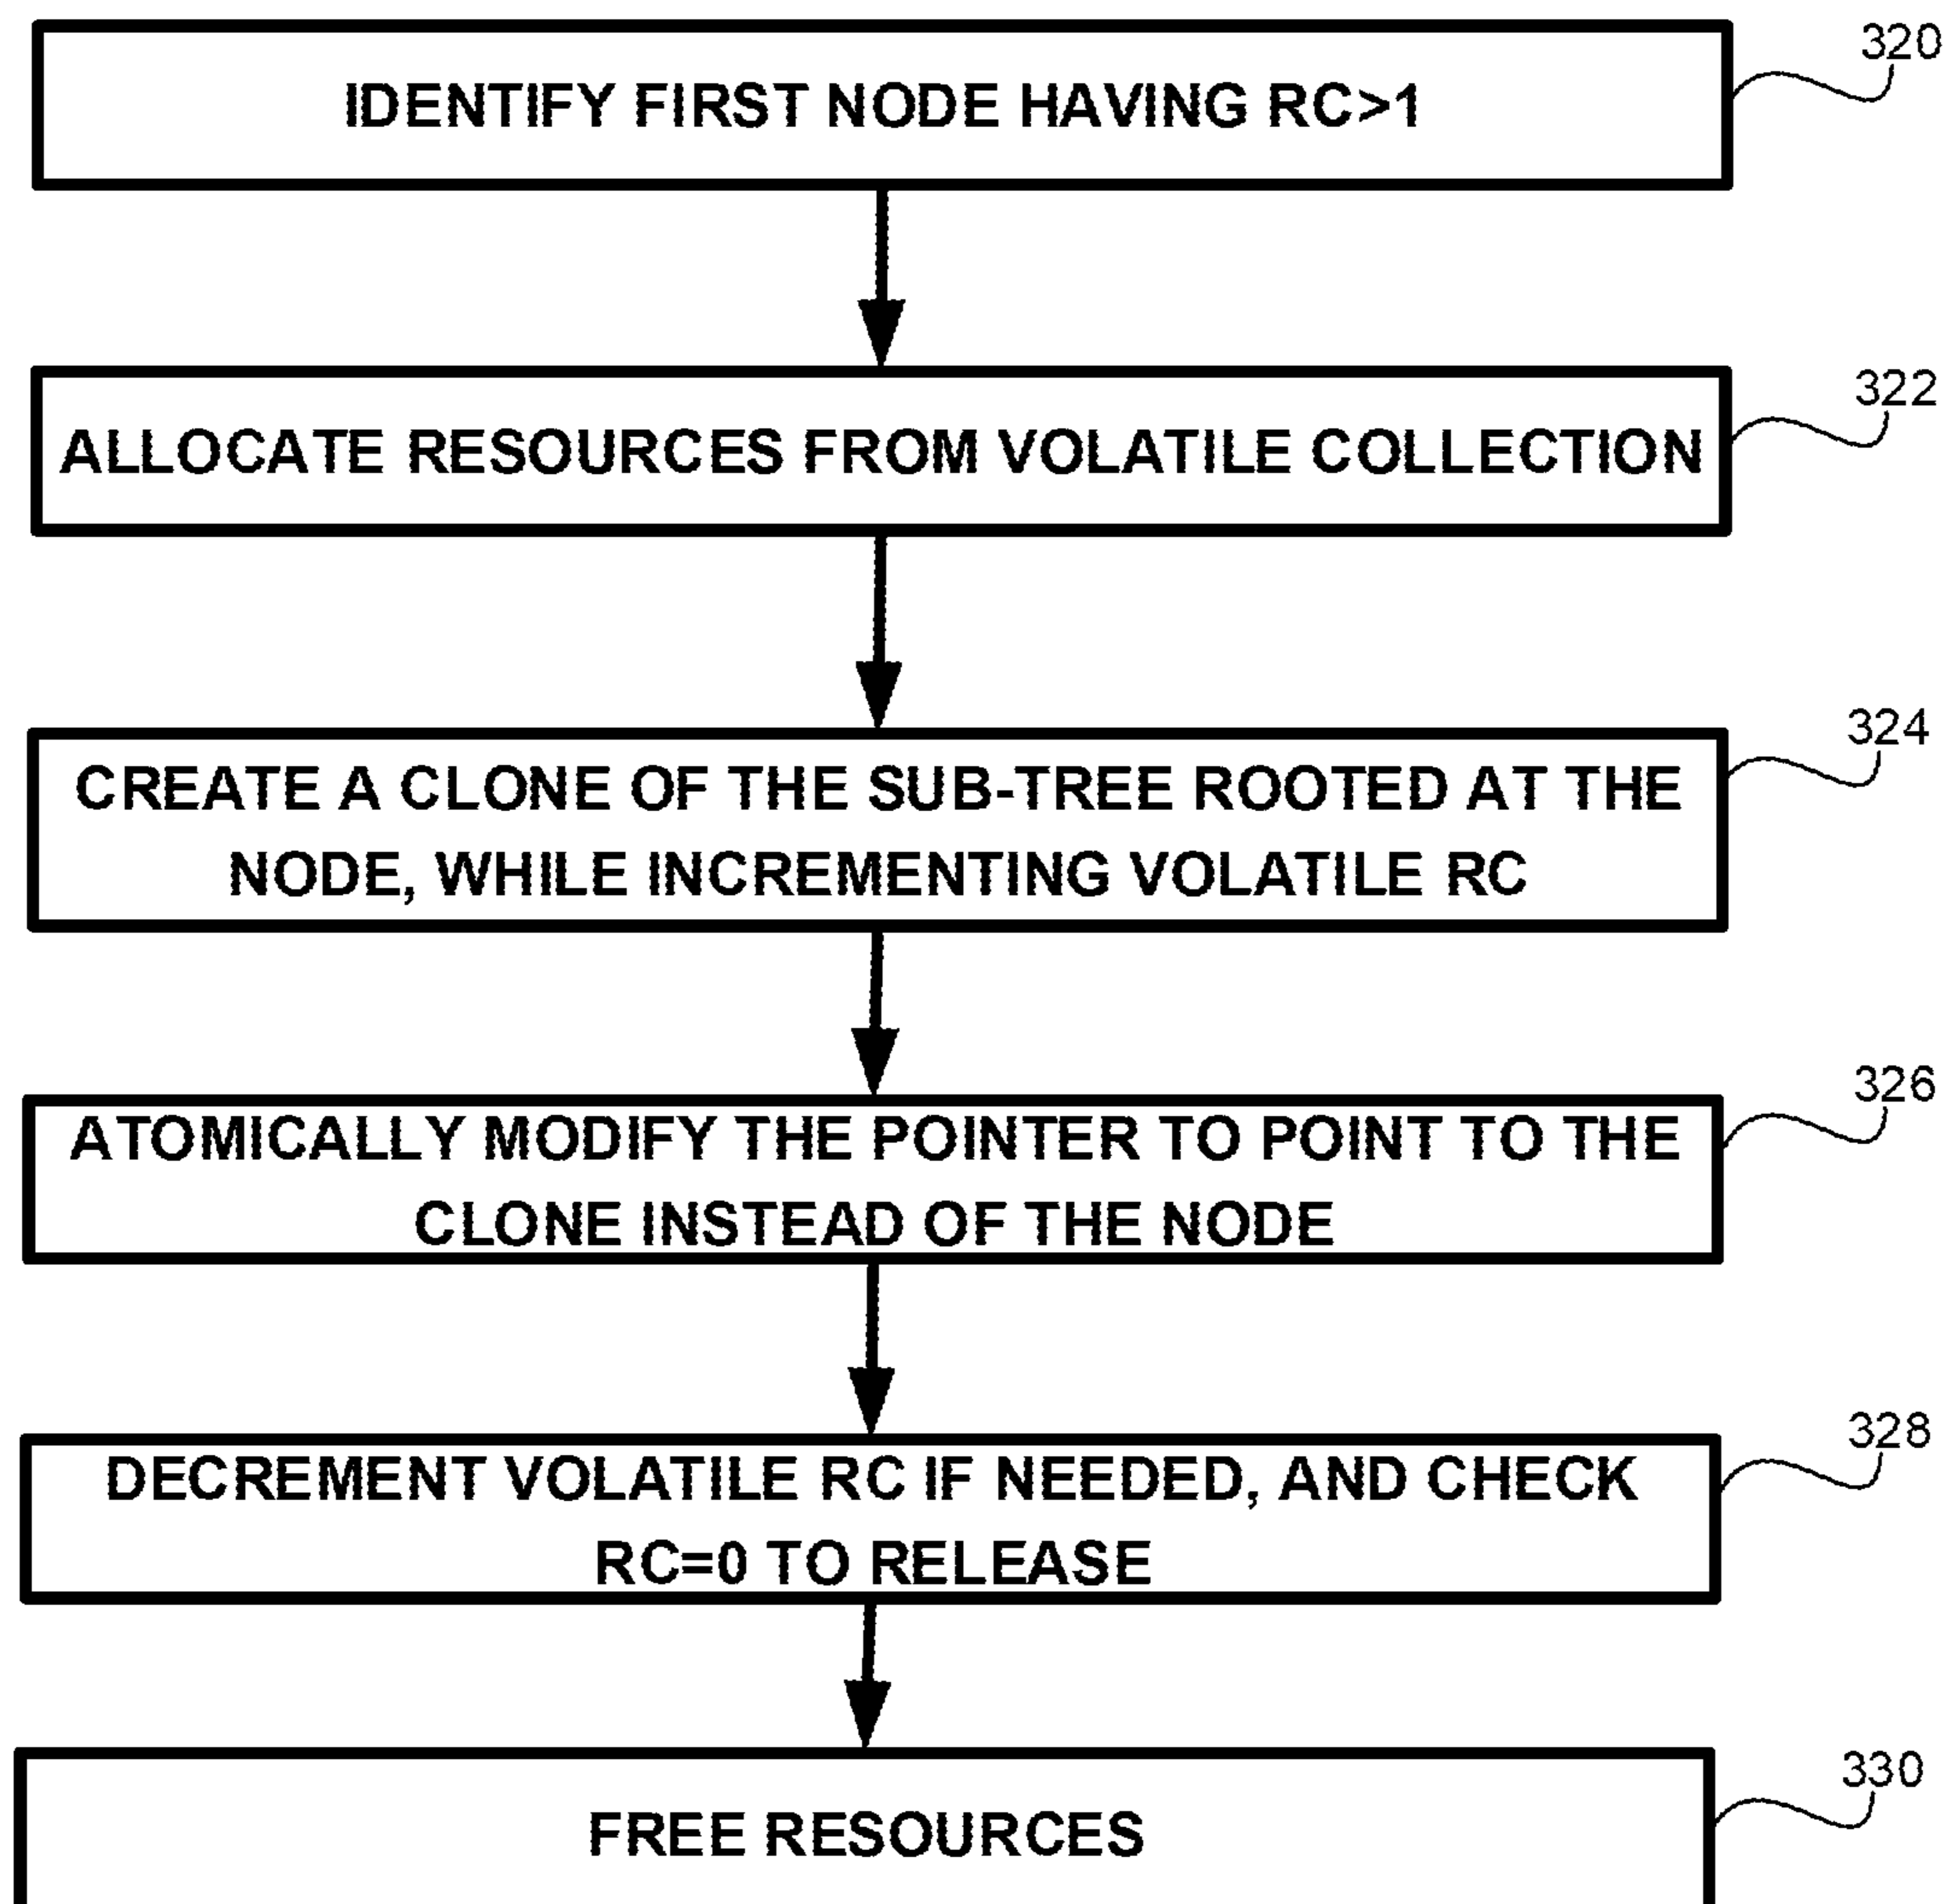 320
IDENTIFY FIRST NODE HAVING RC>1
322
ALLOCATE RESOURCES FROM VOLATILE COLLECTION
324
CREATE A CLONE OF THE SUB-TREE ROOTED AT THE
NODE, WHILE INCREMENTING VOLATILE RC
326
ATOMICALLY MODIFY THE POINTER TO POINT TO THE
CLONE INSTEAD OF THE NODE
328
DECREMENT VOLATILE RC IF NEEDED, AND CHECK
RC=0 TO RELEASE
330
FREE RESOURCES